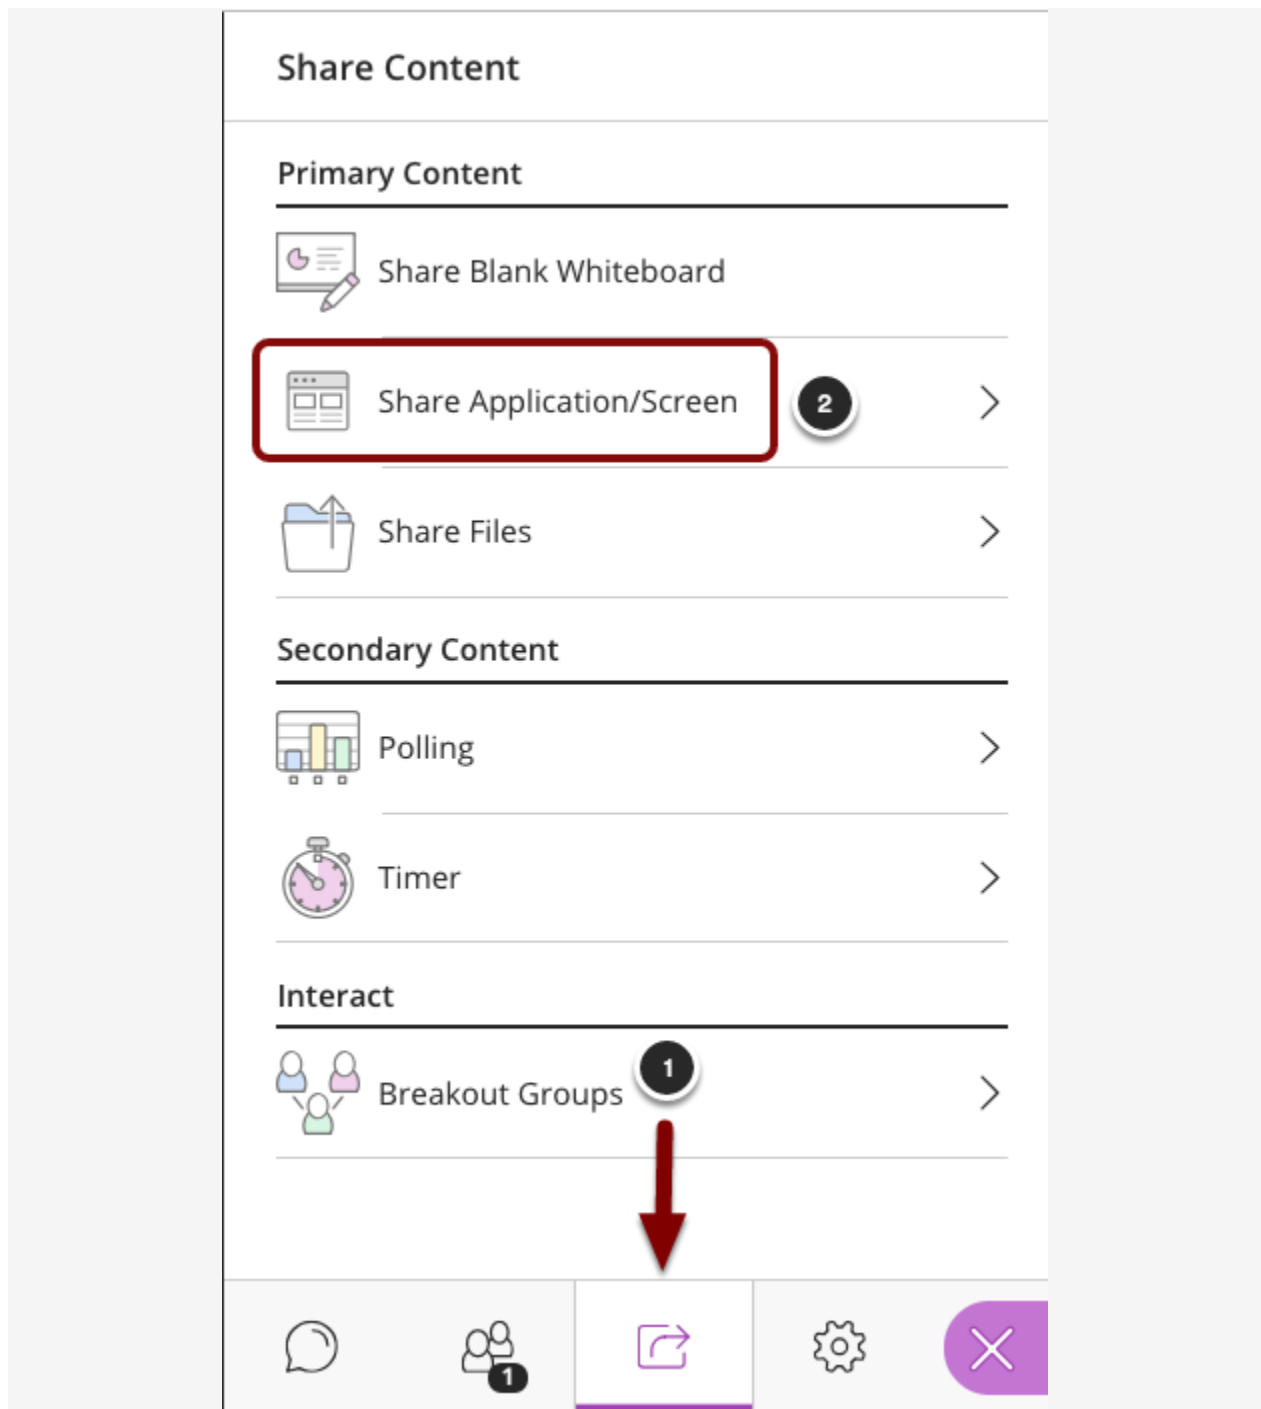 Share Content
Primary Content
Share Blank Whiteboard
Share Application/Screen
2
Share Files
Secondary Content
Polling
Timer
Interact
1
Breakout Groups
1